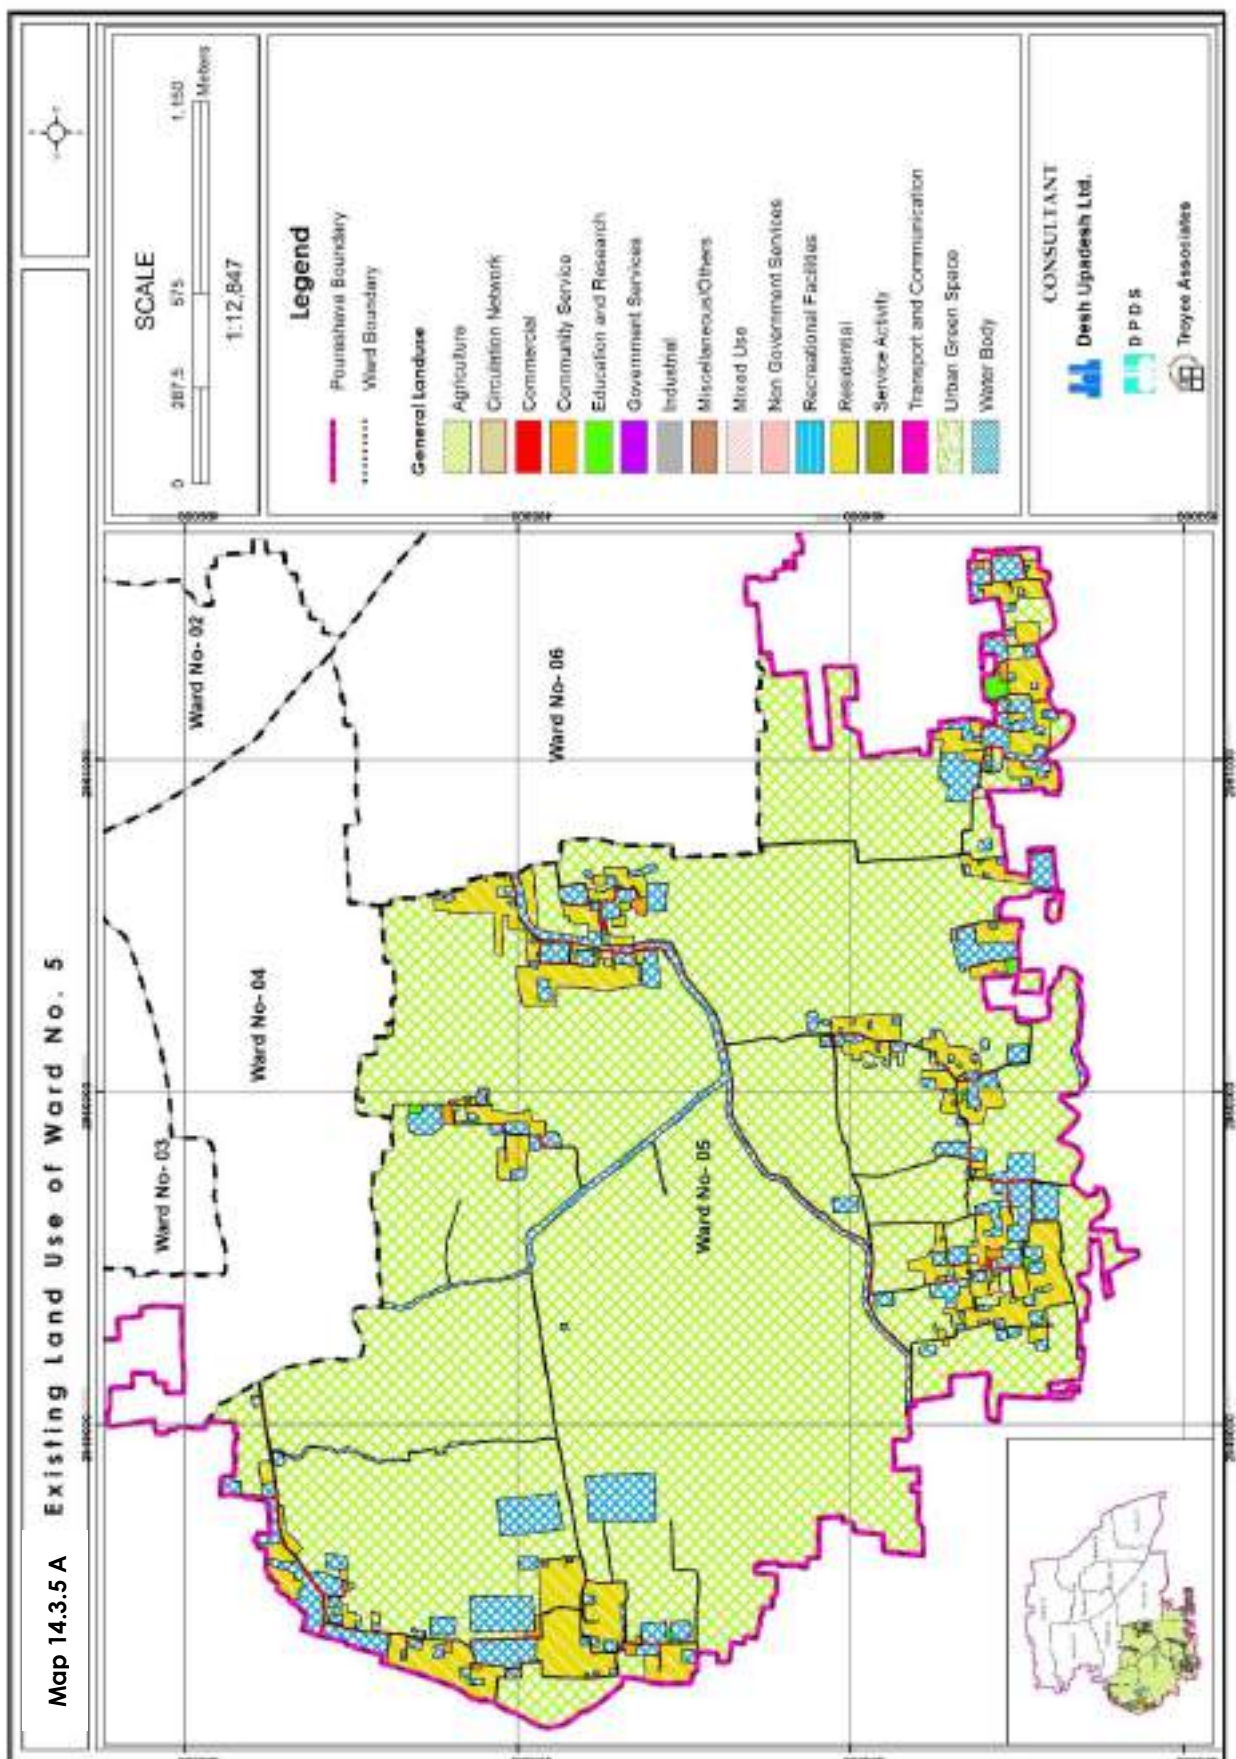 Map 14.3.5 A
Existing Land Use of Ward No. 5
SCALE
0
287.5
575
1,150
Meters
1:12,847
Legend
Pourashava Boundary
Ward Boundary
General Landuse
Agriculture
Circulation Network
Commercial
Community Service
Education and Research
Government Services
Industrial
Miscellaneous/Others
Mixed Use
Non Government Services
Recreational Facilities
Residential
Service Activity
Transport and Communication
Urban Green Space
Water Body
CONSULTANT
Desh Upadesh Ltd.
D P D S
Troyee Associates
Ward No- 03
Ward No- 04
Ward No- 02
Ward No- 06
Ward No- 05